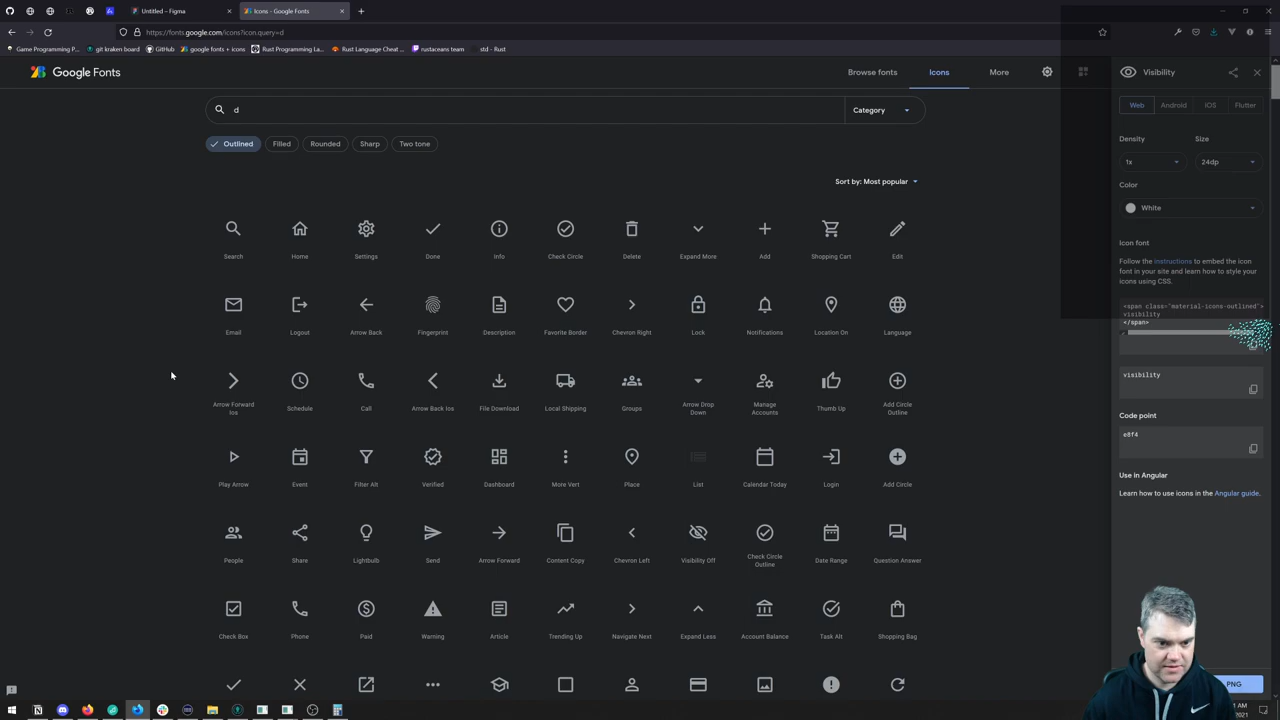 Untitled – Figma
Icons - Google Fonts
https://fonts.google.com/icons?icon.query=d
Game Programming P...
git kraken board
GitHub
google fonts + icons
Rust Programming La...
Rust Language Cheat ...
rustaceans team
std - Rust
Google Fonts
Browse fonts
Icons
More
Visibility
d
Category
Web
Android
iOS
Flutter
Outlined
Filled
Rounded
Sharp
Two tone
Density
Size
1x
24dp
Sort by: Most popular
Color
White
Search
Home
Settings
Done
Info
Check Circle
Delete
Expand More
Add
Shopping Cart
Edit
Icon font
Follow the instructions to embed the icon
font in your site and learn how to style your
icons using CSS.
<span class="material-icons-outlined">
visibility
</span>
Email
Logout
Arrow Back
Fingerprint
Description
Favorite Border
Chevron Right
Lock
Notifications
Location On
Language
visibility
Arrow Forward
Ios
Schedule
Call
Arrow Back Ios
File Download
Local Shipping
Groups
Arrow Drop
Down
Manage
Accounts
Thumb Up
Add Circle
Outline
Code point
e8f4
Play Arrow
Event
Filter Alt
Verified
Dashboard
More Vert
Place
List
Calendar Today
Login
Add Circle
Use in Angular
Learn how to use icons in the Angular guide.
People
Share
Lightbulb
Send
Arrow Forward
Content Copy
Chevron Left
Visibility Off
Check Circle
Outline
Date Range
Question Answer
Check Box
Phone
Paid
Warning
Article
Trending Up
Navigate Next
Expand Less
Account Balance
Task Alt
Shopping Bag
PNG